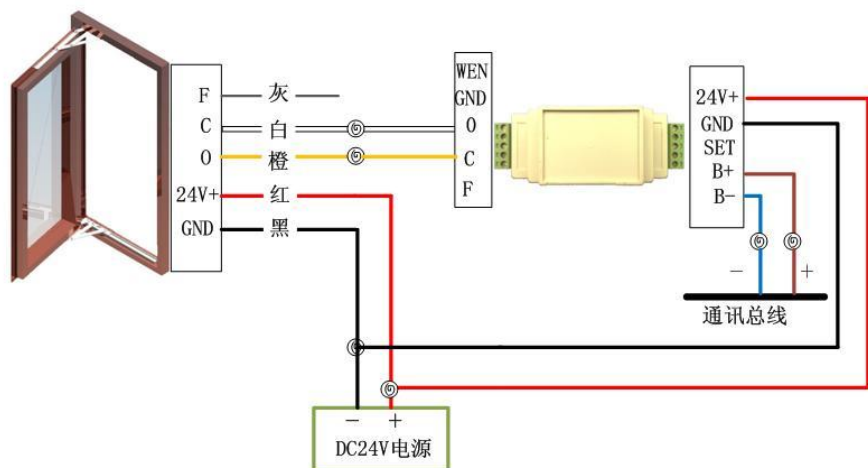 F
灰
C
白
O
橙
24V+
红
GND
黑
WEN
GND
O
C
F
24V+
GND
SET
B+
B-
- +
通讯总线
- +
DC24V电源